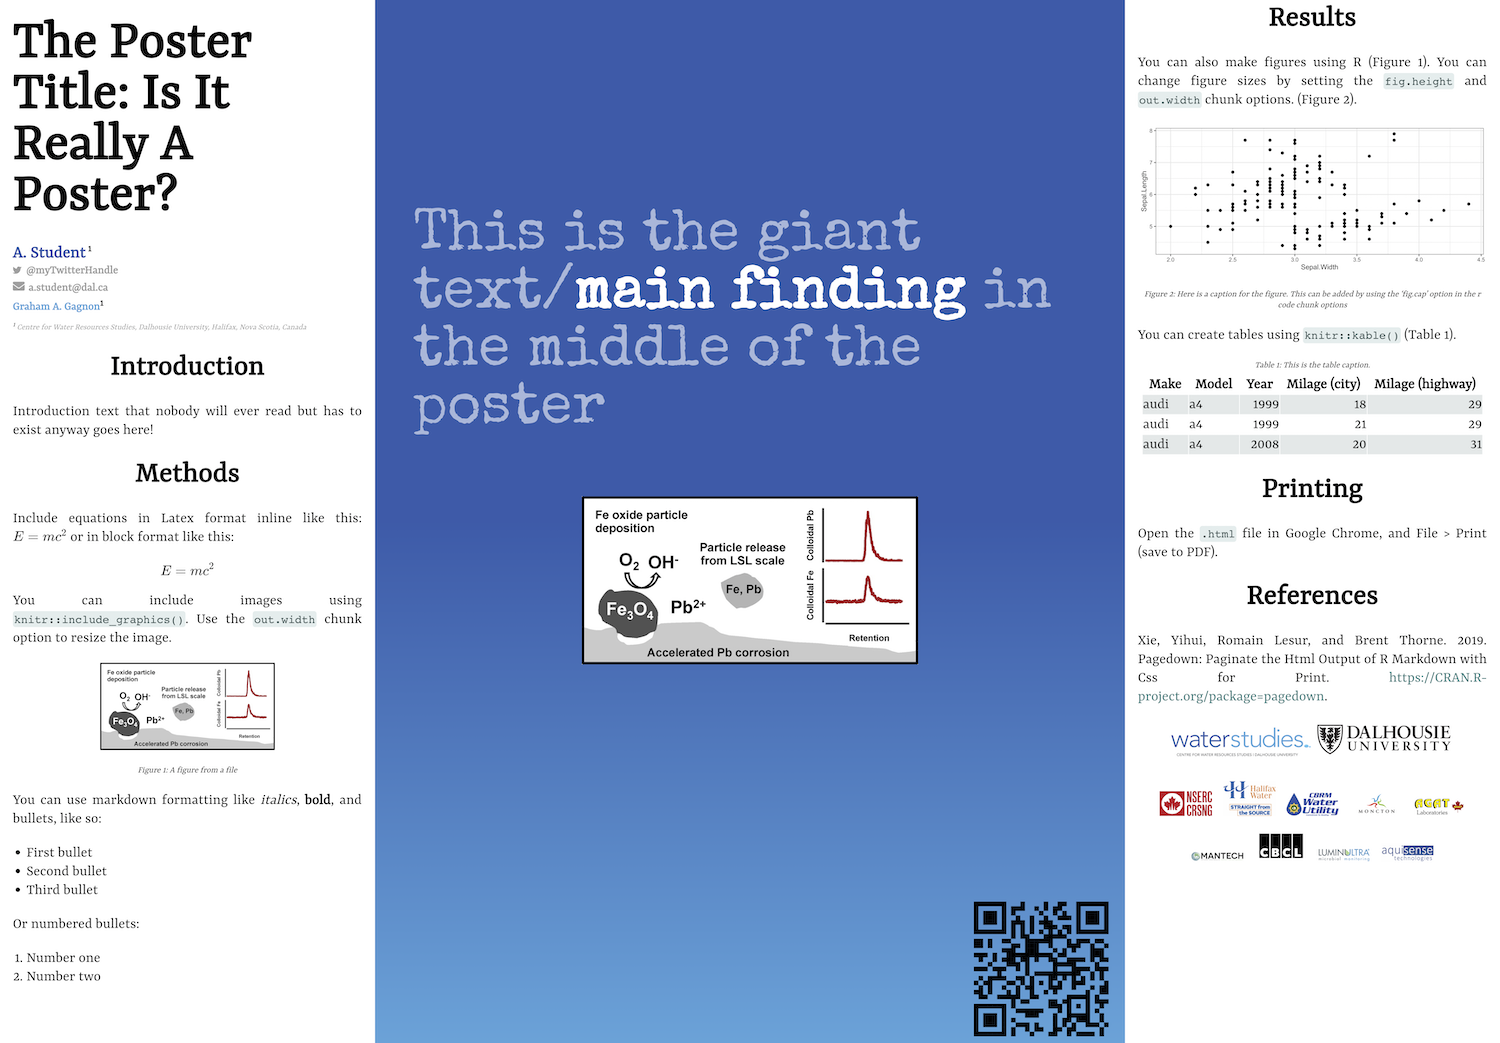 The Poster
Title: Is It
Really A
Poster?
A. Student¹
@myTwitterHandle
a.student@dal.ca
Graham A. Gagnon¹
¹ Centre for Water Resources Studies, Dalhousie University, Halifax, Nova Scotia, Canada
Introduction
Introduction text that nobody will ever read but has to
exist anyway goes here!
Methods
Include equations in Latex format inline like this:
E = mc² or in block format like this:
E = mc²
You can include images using
knitr::include_graphics(). Use the out.width chunk
option to resize the image.
Fe oxide particle
deposition
O₂ OH⁻
Particle release
from LSL scale
Fe, Pb
Fe₃O₄
Pb²⁺
Colloidal Pb
Colloidal Fe
Retention
Accelerated Pb corrosion
Figure 1: A figure from a file
You can use markdown formatting like italics, bold, and
bullets, like so:
• First bullet
• Second bullet
• Third bullet
Or numbered bullets:
1. Number one
2. Number two
This is the giant
text/main finding in
the middle of the
poster
Fe oxide particle
deposition
O₂ OH⁻
Particle release
from LSL scale
Fe, Pb
Fe₃O₄
Pb²⁺
Colloidal Pb
Colloidal Fe
Retention
Accelerated Pb corrosion
Results
You can also make figures using R (Figure 1). You can
change figure sizes by setting the fig.height and
out.width chunk options. (Figure 2).
8
7
6
5
Sepal.Length
2.0 2.5 3.0 3.5 4.0 4.5
Sepal.Width
Figure 2: Here is a caption for the figure. This can be added by using the 'fig.cap' option in the r
code chunk options
You can create tables using knitr::kable() (Table 1).
Table 1: This is the table caption.
Make Model Year Milage (city) Milage (highway)
audi a4 1999 18 29
audi a4 1999 21 29
audi a4 2008 20 31
Printing
Open the .html file in Google Chrome, and File > Print
(save to PDF).
References
Xie, Yihui, Romain Lesur, and Brent Thorne. 2019.
Pagedown: Paginate the Html Output of R Markdown with
Css for Print. https://CRAN.R-
project.org/package=pagedown.
waterstudies
CENTRE FOR WATER RESOURCES STUDIES | DALHOUSIE UNIVERSITY
DALHOUSIE
UNIVERSITY
NSERC
CRSNG
Halifax
Water
STRAIGHT from
the SOURCE
CBRM
Water
Utility
MONCTON
AGAT
Laboratories
MANTECH
CBCL
LUMINULTRA
microbial monitoring
aquisense
technologies